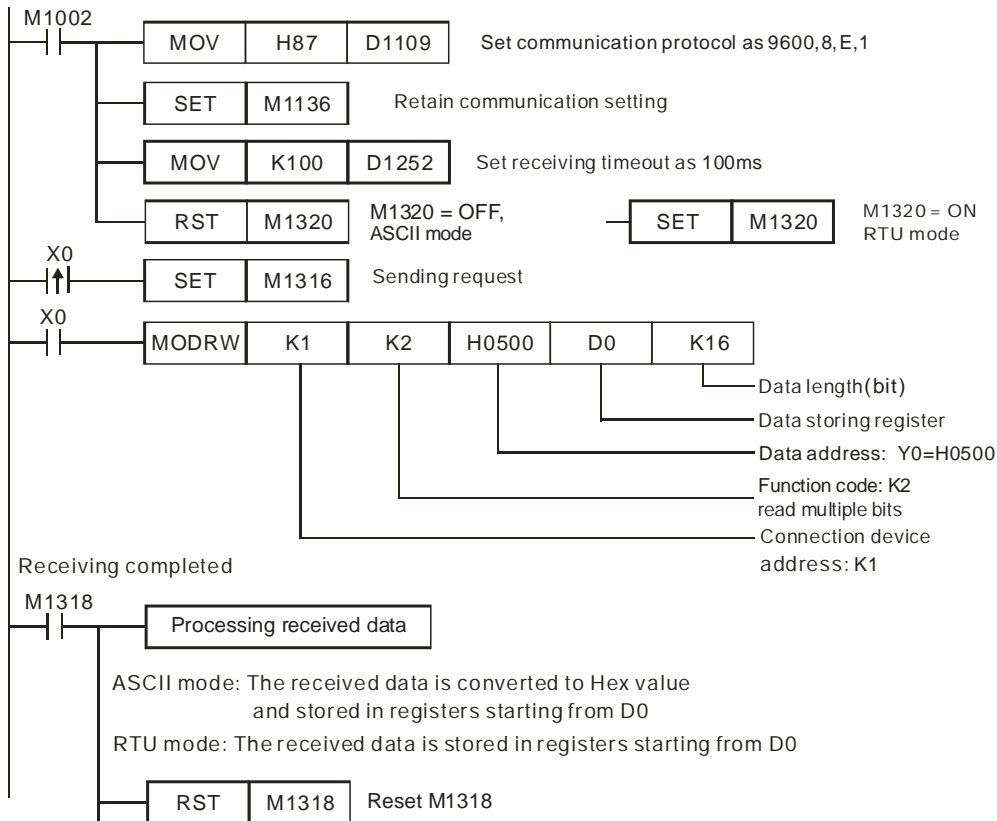 M1002
MOV H87 D1109 Set communication protocol as 9600,8,E,1
SET M1136 Retain communication setting
MOV K100 D1252 Set receiving timeout as 100ms
RST M1320 M1320 = OFF,
ASCII mode
SET M1320 M1320 = ON
RTU mode
X0
SET M1316 Sending request
X0
MODRW K1 K2 H0500 D0 K16
Data length(bit)
Data storing register
Data address: Y0=H0500
Function code: K2
read multiple bits
Connection device
address: K1
Receiving completed
M1318
Processing received data
ASCII mode: The received data is converted to Hex value
and stored in registers starting from D0
RTU mode: The received data is stored in registers starting from D0
RST M1318 Reset M1318